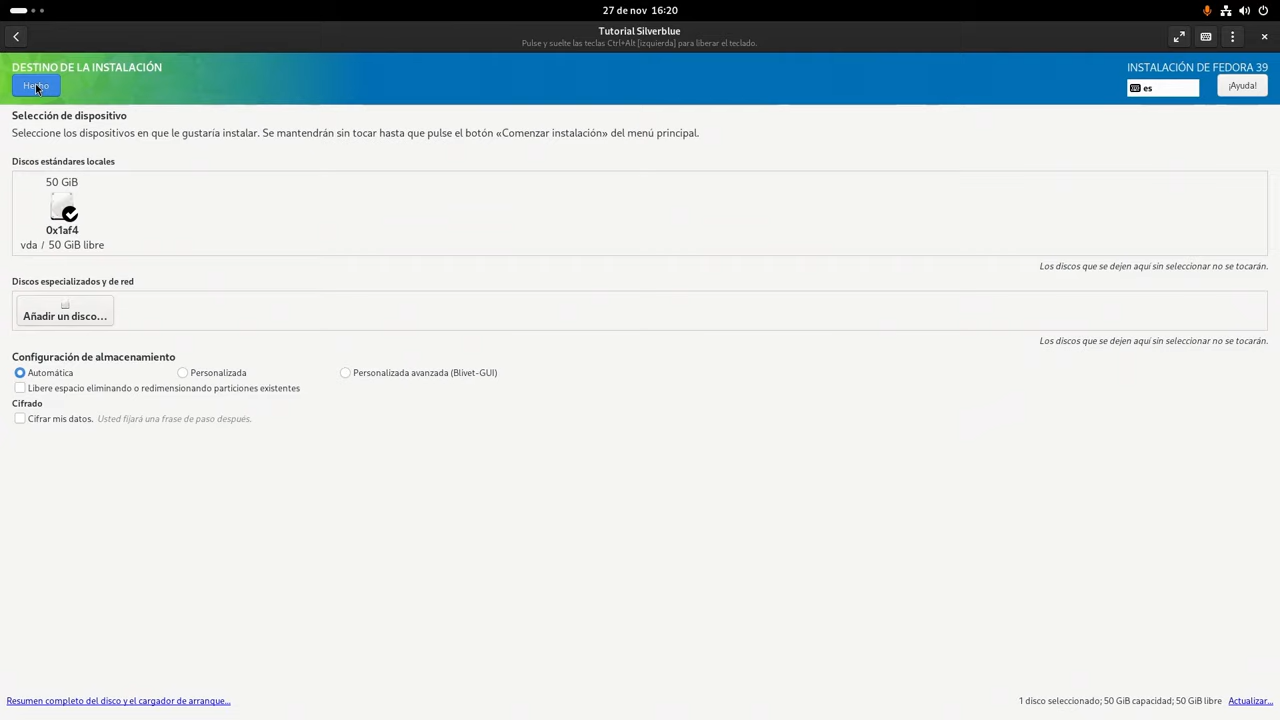 27 de nov 16:20
Tutorial Silverblue
Pulse y suelte las teclas Ctrl+Alt [izquierda] para liberar el teclado.
DESTINO DE LA INSTALACIÓN
Hecho
INSTALACIÓN DE FEDORA 39
es
¡Ayuda!
Selección de dispositivo
Seleccione los dispositivos en que le gustaría instalar. Se mantendrán sin tocar hasta que pulse el botón «Comenzar instalación» del menú principal.
Discos estándares locales
50 GiB
0x1af4
vda / 50 GiB libre
Los discos que se dejen aquí sin seleccionar no se tocarán.
Discos especializados y de red
Añadir un disco...
Los discos que se dejen aquí sin seleccionar no se tocarán.
Configuración de almacenamiento
Automática Personalizada Personalizada avanzada (Blivet-GUI)
Libere espacio eliminando o redimensionando particiones existentes
Cifrado
Cifrar mis datos. Usted fijará una frase de paso después.
Resumen completo del disco y el cargador de arranque... 1 disco seleccionado; 50 GiB capacidad; 50 GiB libre Actualizar...